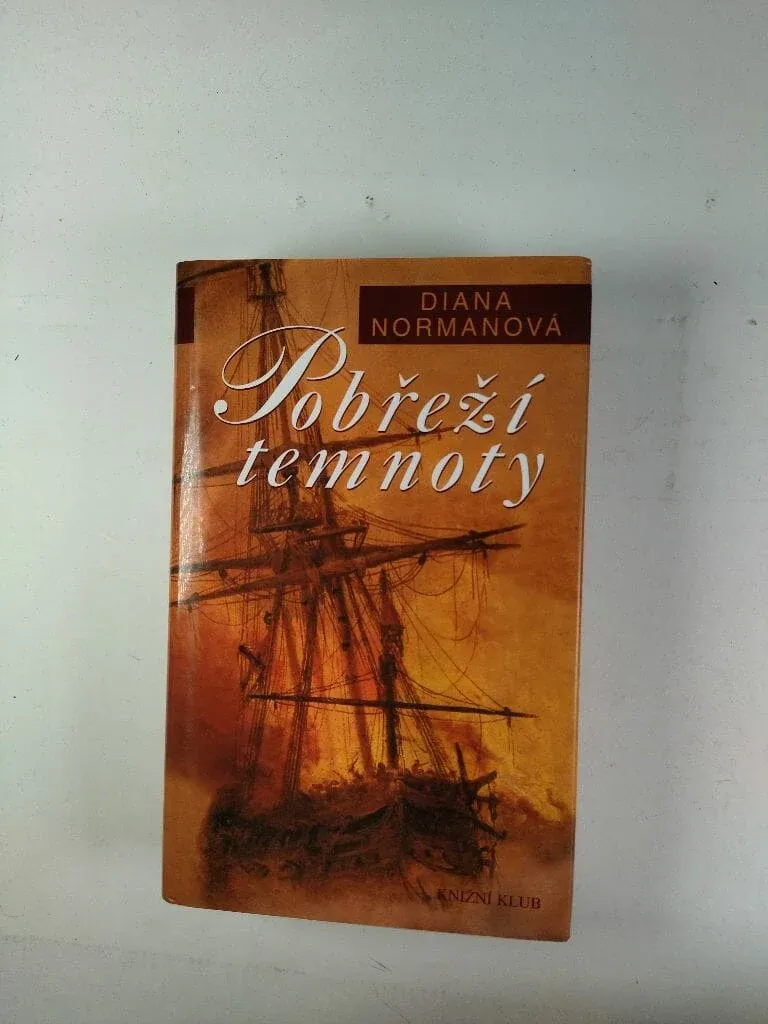 DIANA
NORMANOVÁ
Pobřeží
temnoty
KNIŽNÍ KLUB